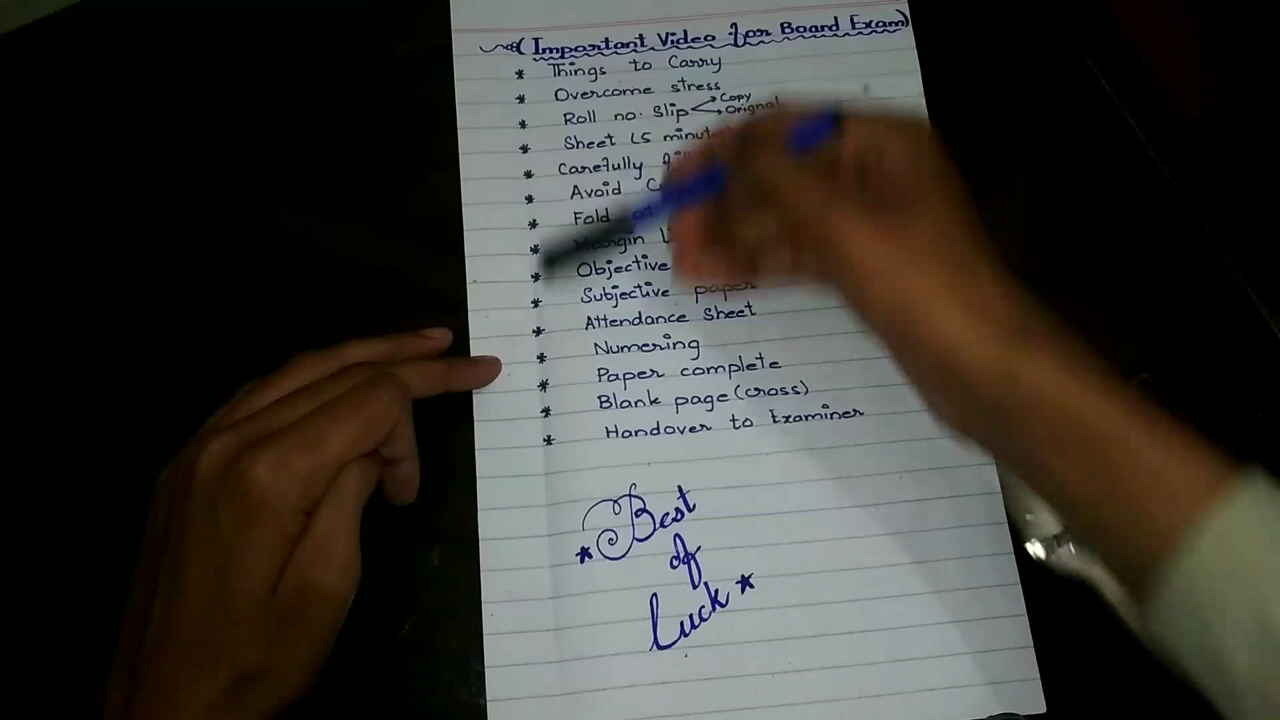 (Important Video for Board Exam)
* Things to Carry
* Overcome stress
* Roll no. Slip Copy
Orignal
* Sheet (5
* Carefully
* Avoid
* Fold
* Margin
* Objective
* Subjective paper
* Attendance Sheet
* Numering
* Paper complete
* Blank page (cross)
* Handover to Examiner
* Best
of
Luck *